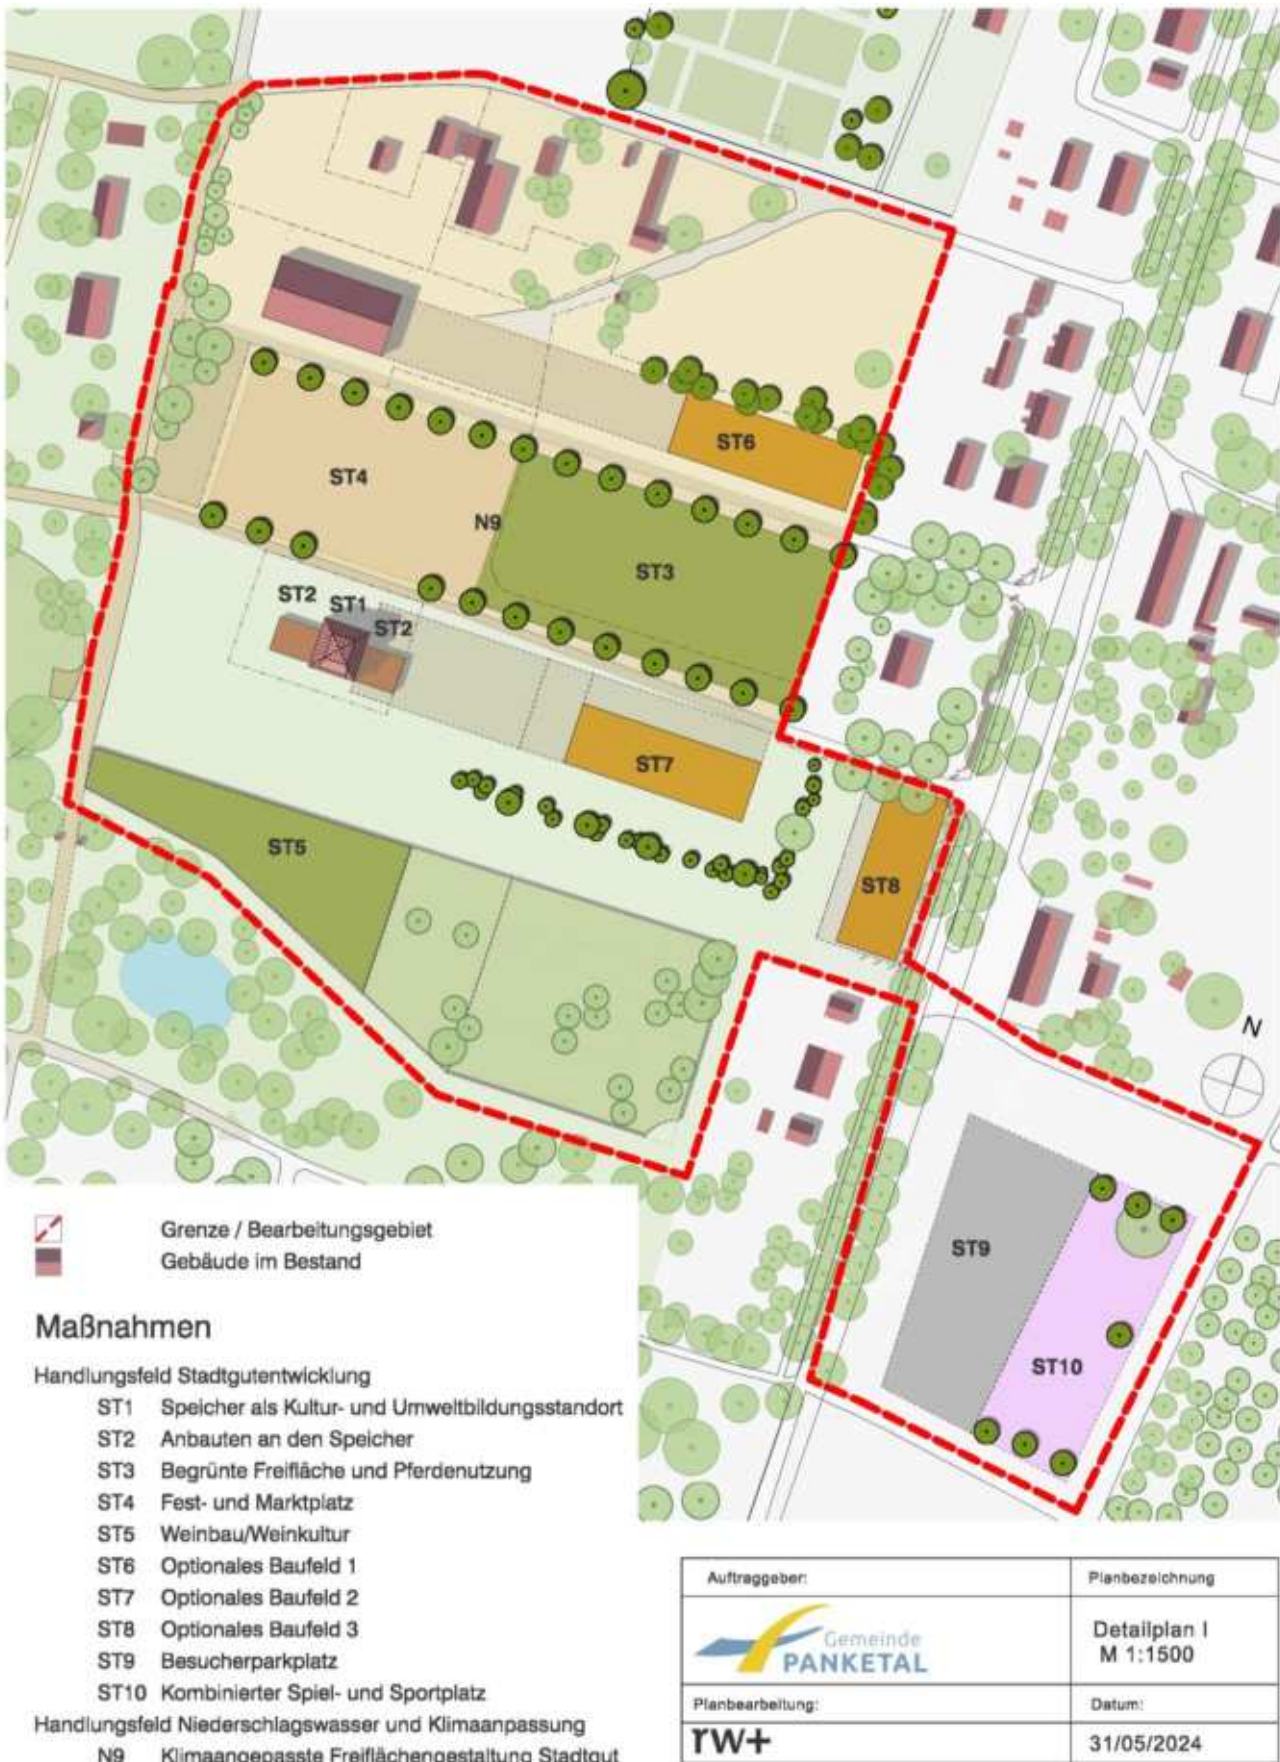 ST6
ST4
N9
ST3
ST2
ST1
ST2
ST7
ST5
ST8
N
ST9
ST10
Grenze / Bearbeitungsgebiet
Gebäude im Bestand
Maßnahmen
Handlungsfeld Stadtgutentwicklung
ST1 Speicher als Kultur- und Umweltbildungsstandort
ST2 Anbauten an den Speicher
ST3 Begrünte Freifläche und Pferdenutzung
ST4 Fest- und Marktplatz
ST5 Weinbau/Weinkultur
ST6 Optionales Baufeld 1
ST7 Optionales Baufeld 2
ST8 Optionales Baufeld 3
ST9 Besucherparkplatz
ST10 Kombinierter Spiel- und Sportplatz
Handlungsfeld Niederschlagswasser und Klimaanpassung
N9 Klimaangepasste Freiflächengestaltung Stadtgut
Auftraggeber:
Gemeinde
PANKETAL
Planbezeichnung
Detailplan I
M 1:1500
Planbearbeitung:
rw+
Datum:
31/05/2024